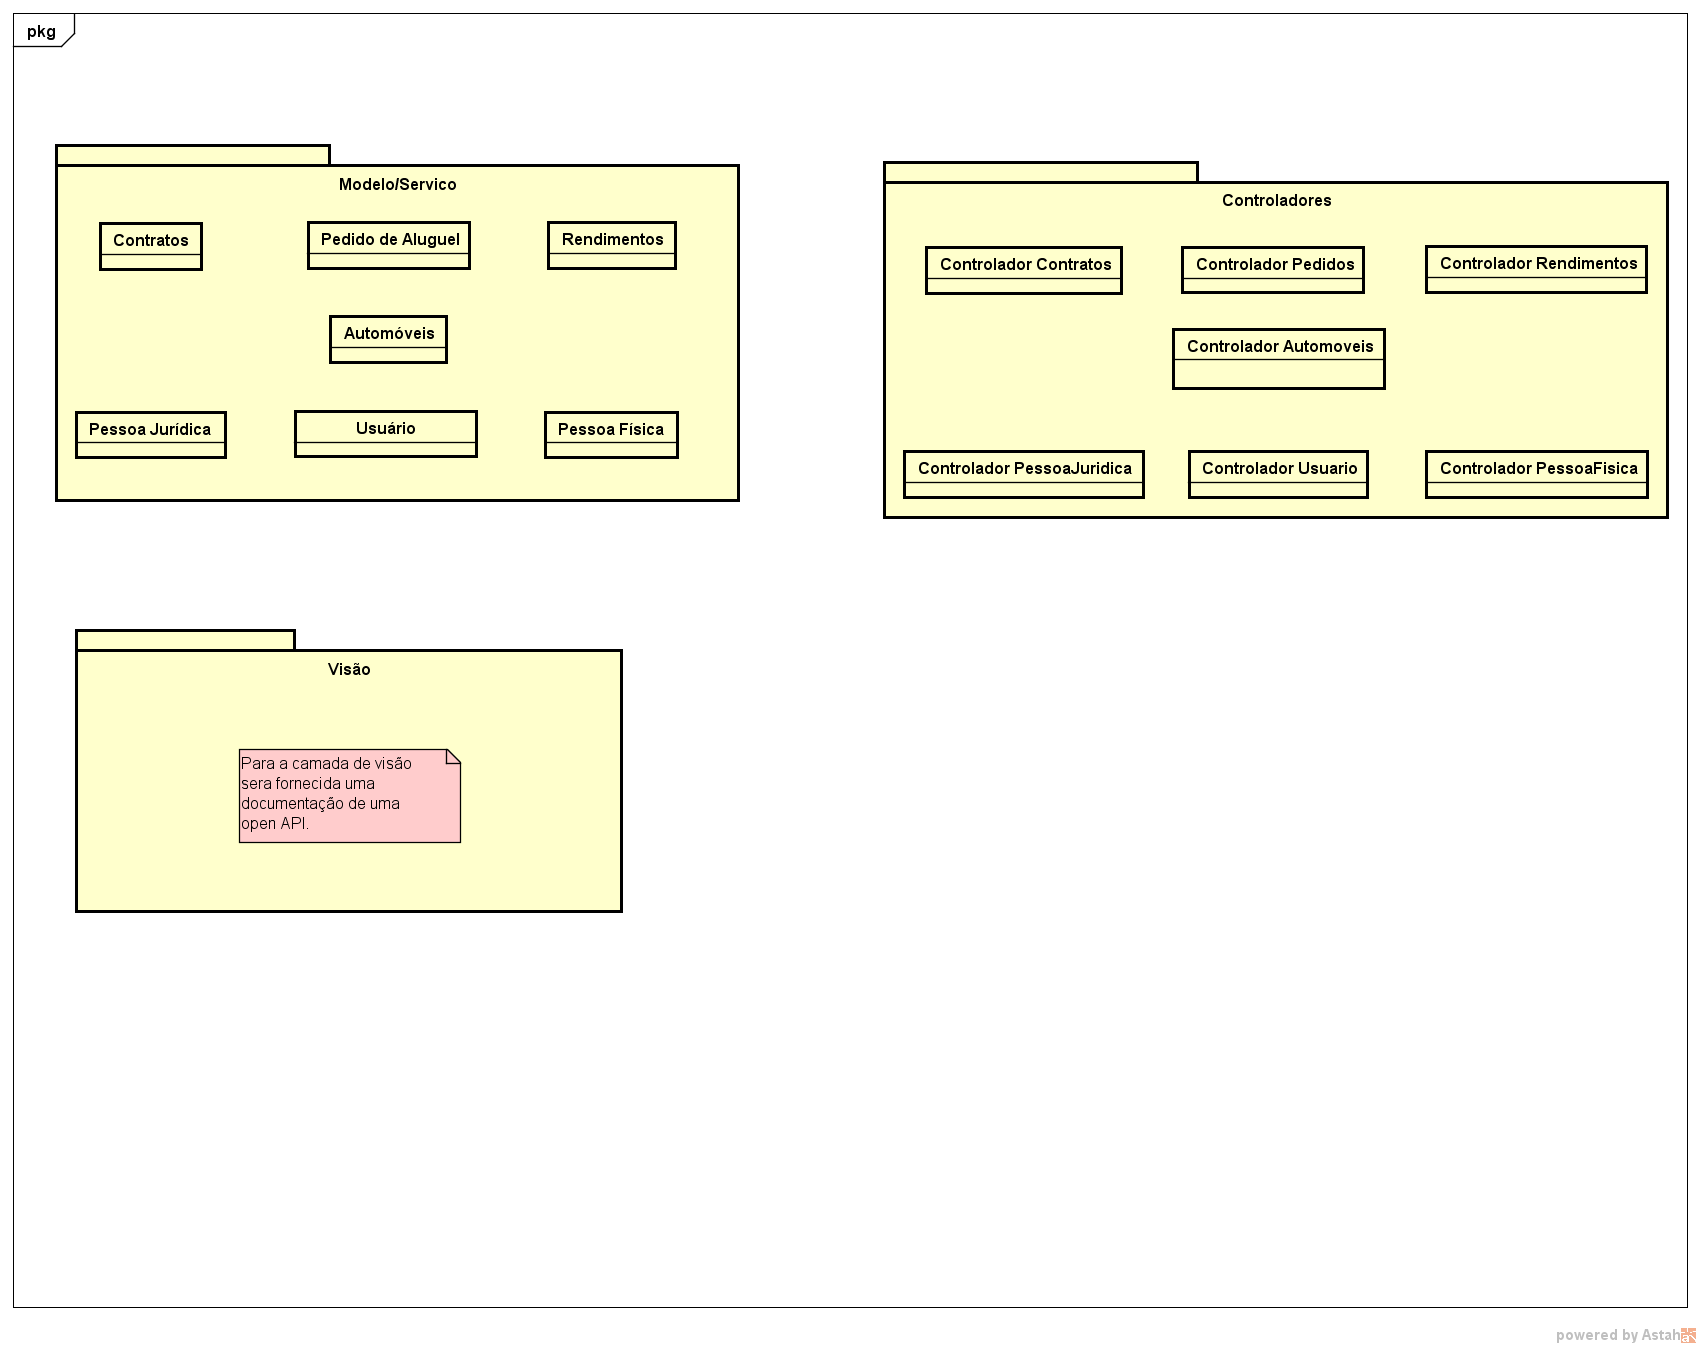 pkg
Modelo/Servico
Contratos
Pedido de Aluguel
Rendimentos
Automóveis
Pessoa Jurídica
Usuário
Pessoa Física
Controladores
Controlador Contratos
Controlador Pedidos
Controlador Rendimentos
Controlador Automoveis
Controlador PessoaJuridica
Controlador Usuario
Controlador PessoaFisica
Visão
Para a camada de visão
sera fornecida uma
documentação de uma
open API.
powered by Astah